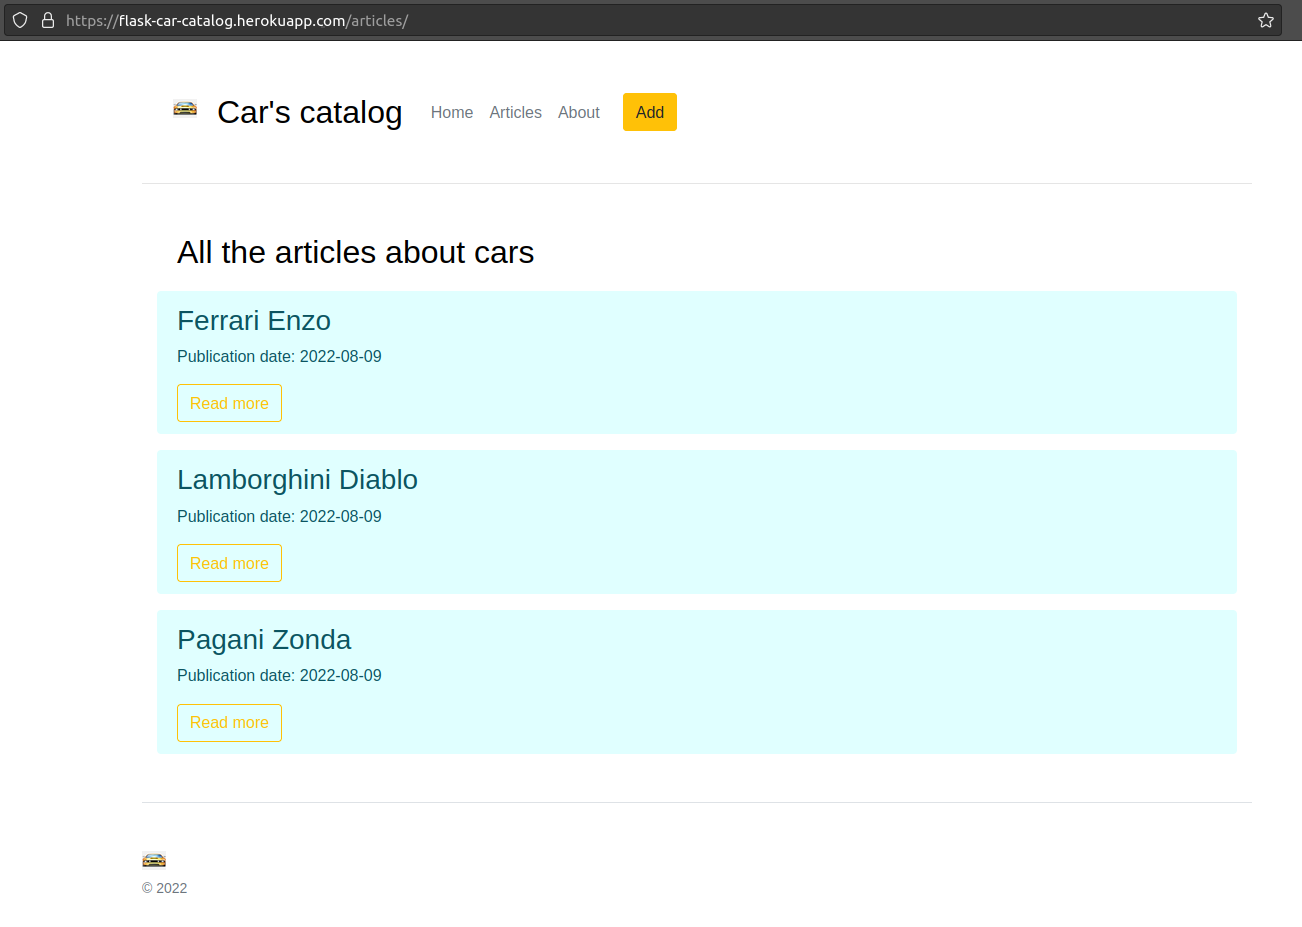 https://flask-car-catalog.herokuapp.com/articles/
Car's catalog Home Articles About Add
All the articles about cars
Ferrari Enzo
Publication date: 2022-08-09
Read more
Lamborghini Diablo
Publication date: 2022-08-09
Read more
Pagani Zonda
Publication date: 2022-08-09
Read more
© 2022